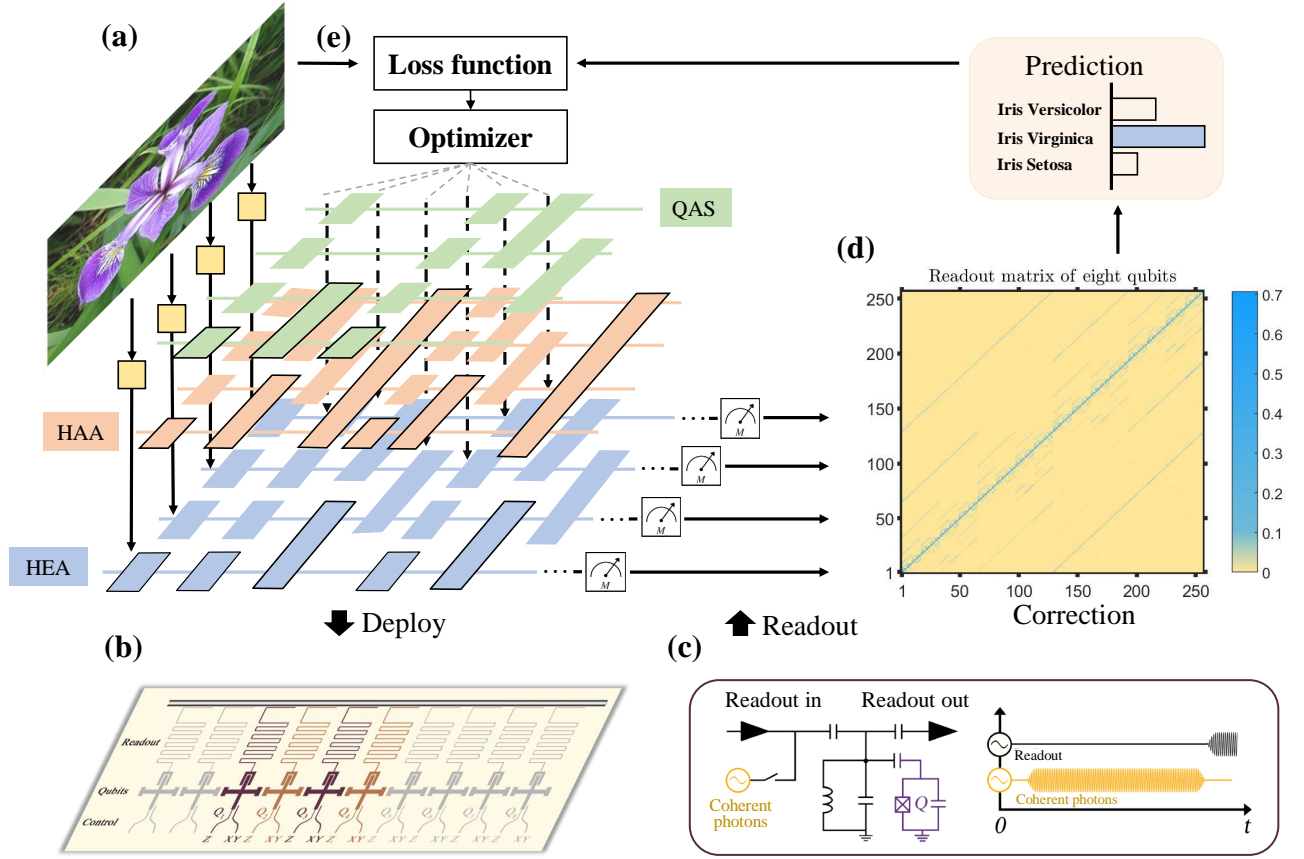 (a)
(e)
Loss function
Optimizer
Prediction
Iris Versicolor
Iris Virginica
Iris Setosa
QAS
HAA
HEA
M
M
M
M
(d)
Readout matrix of eight qubits
250
200
150
100
50
1
1
50
100
150
200
250
0.7
0.6
0.5
0.4
0.3
0.2
0.1
0
Correction
Deploy
Readout
(b)
Readout
Qubits
Control
Z XY Z XY Z XY Z XY Z XY Z XY Z XY Z XY Z XY Z XY
(c)
Readout in
Readout out
Coherent
photons
Q
Readout
Coherent photons
0
t